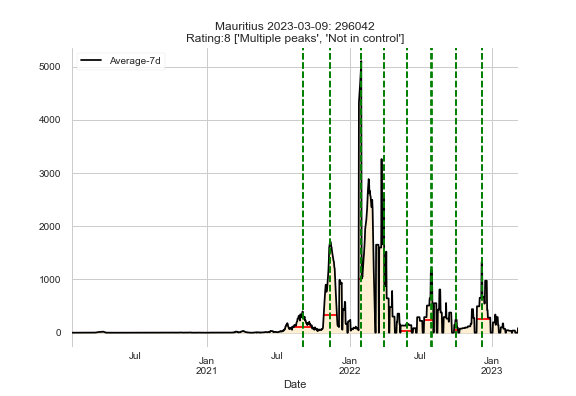 Mauritius 2023-03-09: 296042
Rating:8 ['Multiple peaks', 'Not in control']
Average-7d
5000
4000
3000
2000
1000
0
Jul
Jan
2021
Jul
Jan
2022
Jul
Jan
2023
Date